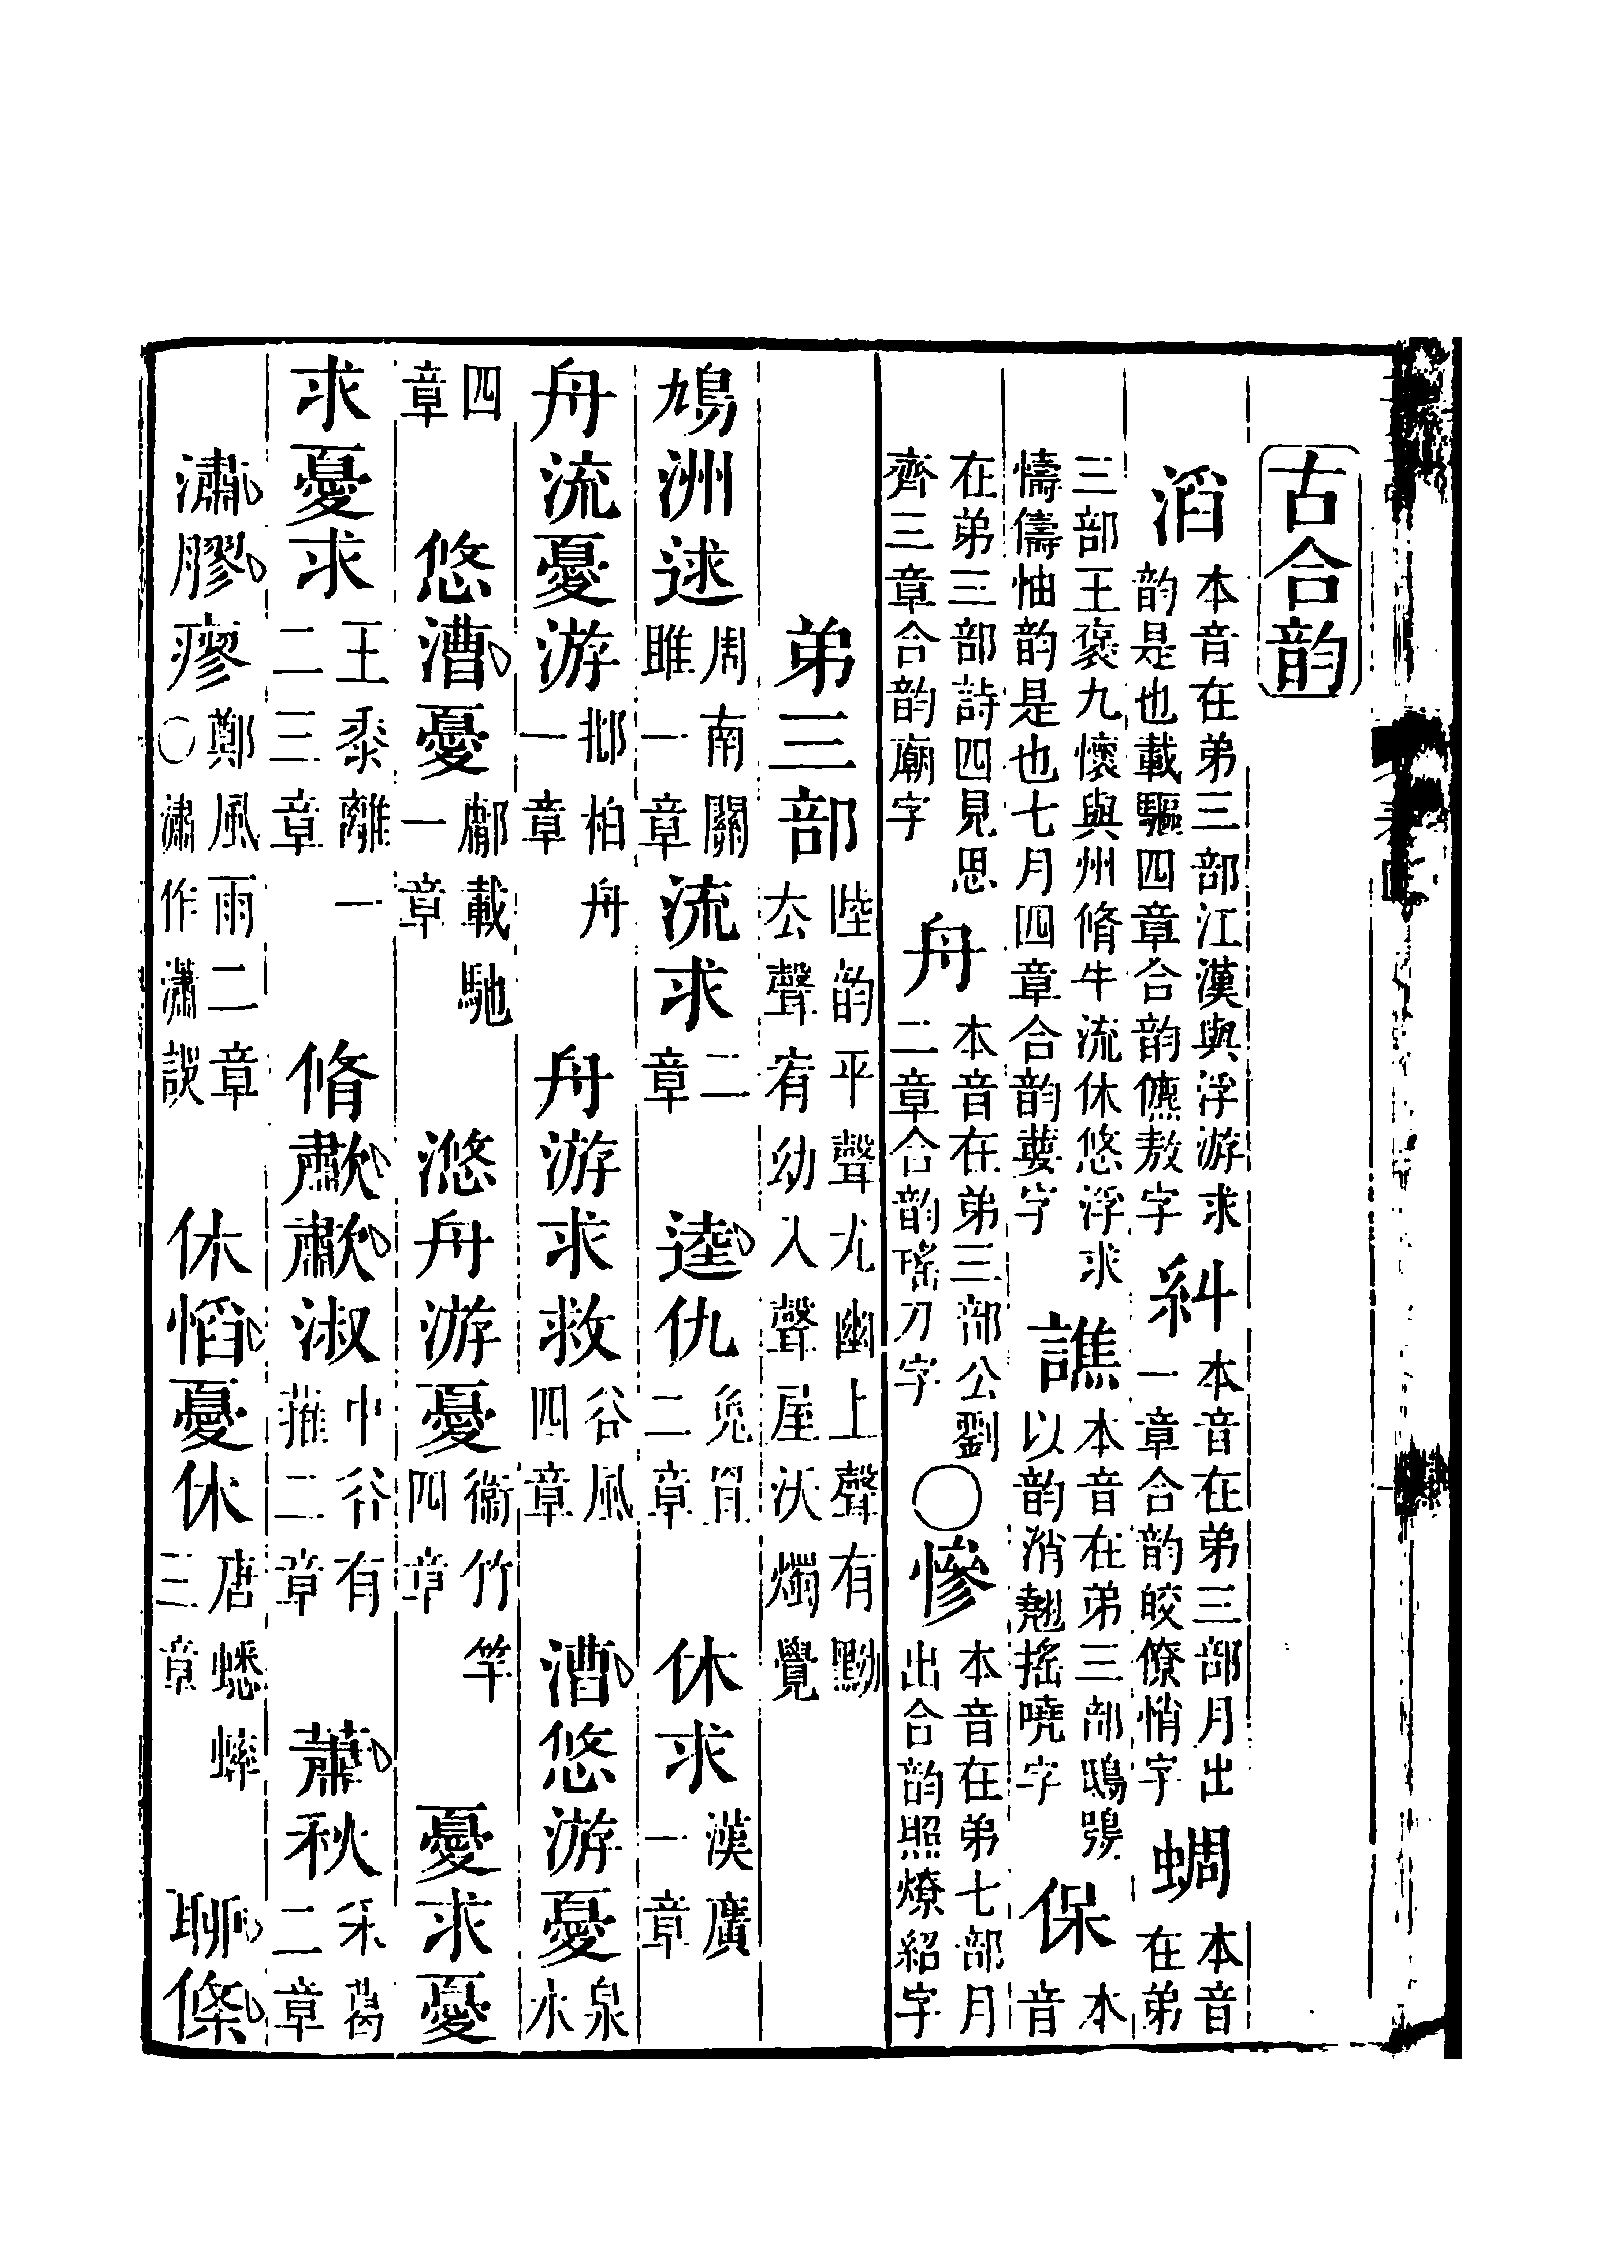 古合韵
滔本音在弟三部江漢與浮游求韵是也載驅四章合韵儦敖字 糾本音在弟三部月出一章合韵皎僚悄字 蜩本音在弟
三部王褒九懷與州脩牛流休悠浮求懤儔怞韵是也七月四章合韵葽字 譙本音在弟三部鴟鴞以韵消翹搖嘵字 保本音
在弟三部詩四見思齊三章合韵廟字 舟本音在弟三部公劉二章合韵瑤刀字○慘本音在弟七部月出合韵照燎紹字
弟三部陸韵平聲尤幽上聲有黝去聲宥幼入聲屋沃燭覺
鳩洲逑周南關雎一章 流求二章 逵仇兔罝二章 休求漢廣一章
舟流憂游邶柏舟一章 舟游求救谷風四章 漕悠游憂泉水
四章 悠漕憂鄘載馳一章 滺舟游憂衞竹竿四章 憂求憂
求憂求王黍離一二三章 脩歗歗淑中谷有蓷二章 蕭秋采葛二章
潚膠瘳鄭風雨二章○潚作瀟誤 休慆憂休唐蟋蟀三章 聊條